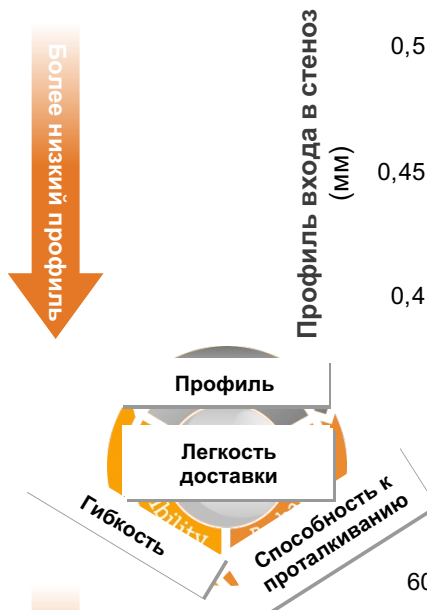 Более низкий профиль
Профиль входа в стеноз
(мм)
0,5
0,45
0,4
Профиль
Легкость
доставки
Гибкость
Способность к
проталкиванию
60